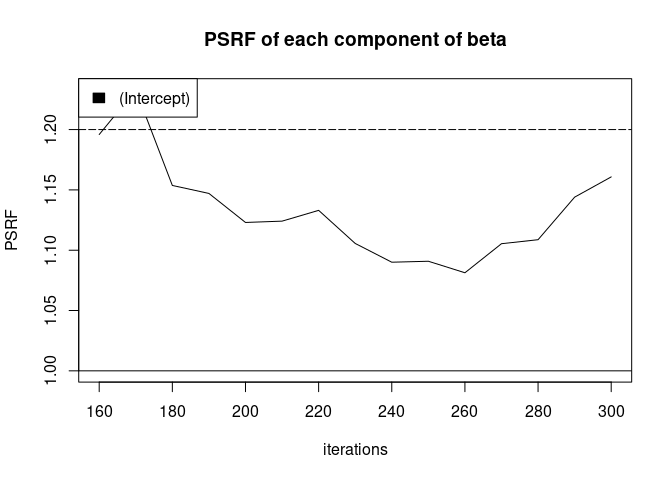 PSRF of each component of beta
(Intercept)
PSRF
1.20
1.15
1.10
1.05
1.00
160 180 200 220 240 260 280 300
iterations